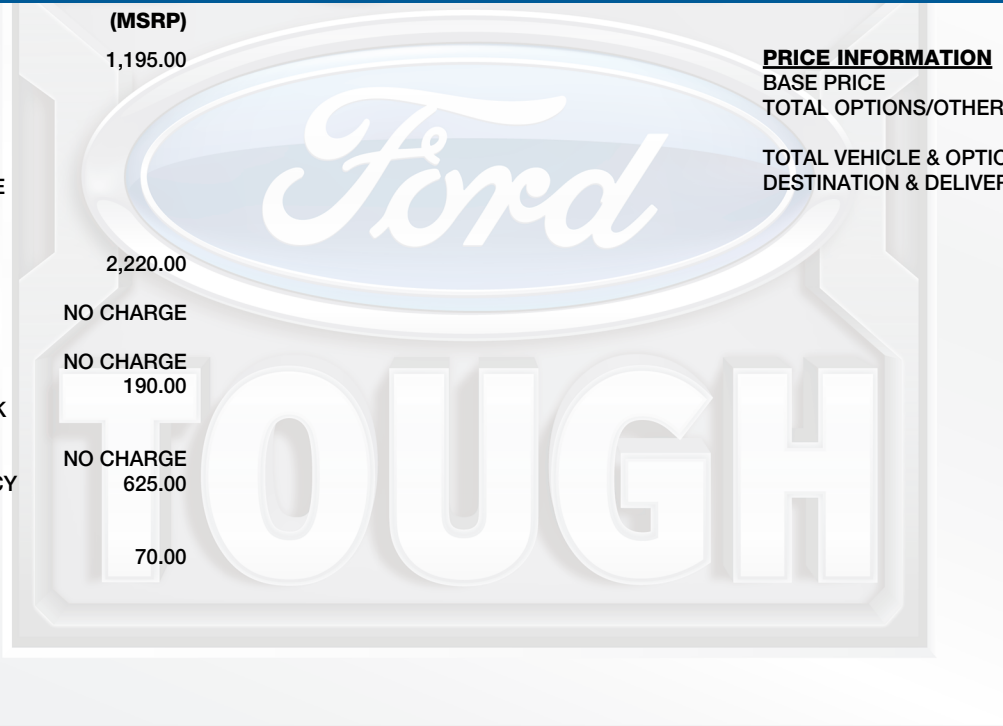 (MSRP)
1,195.00
E
2,220.00
NO CHARGE
NO CHARGE
190.00
K
NO CHARGE
CY 625.00
70.00
PRICE INFORMATION
BASE PRICE
TOTAL OPTIONS/OTHER
TOTAL VEHICLE & OPTIO
DESTINATION & DELIVER
Ford
TOUGH